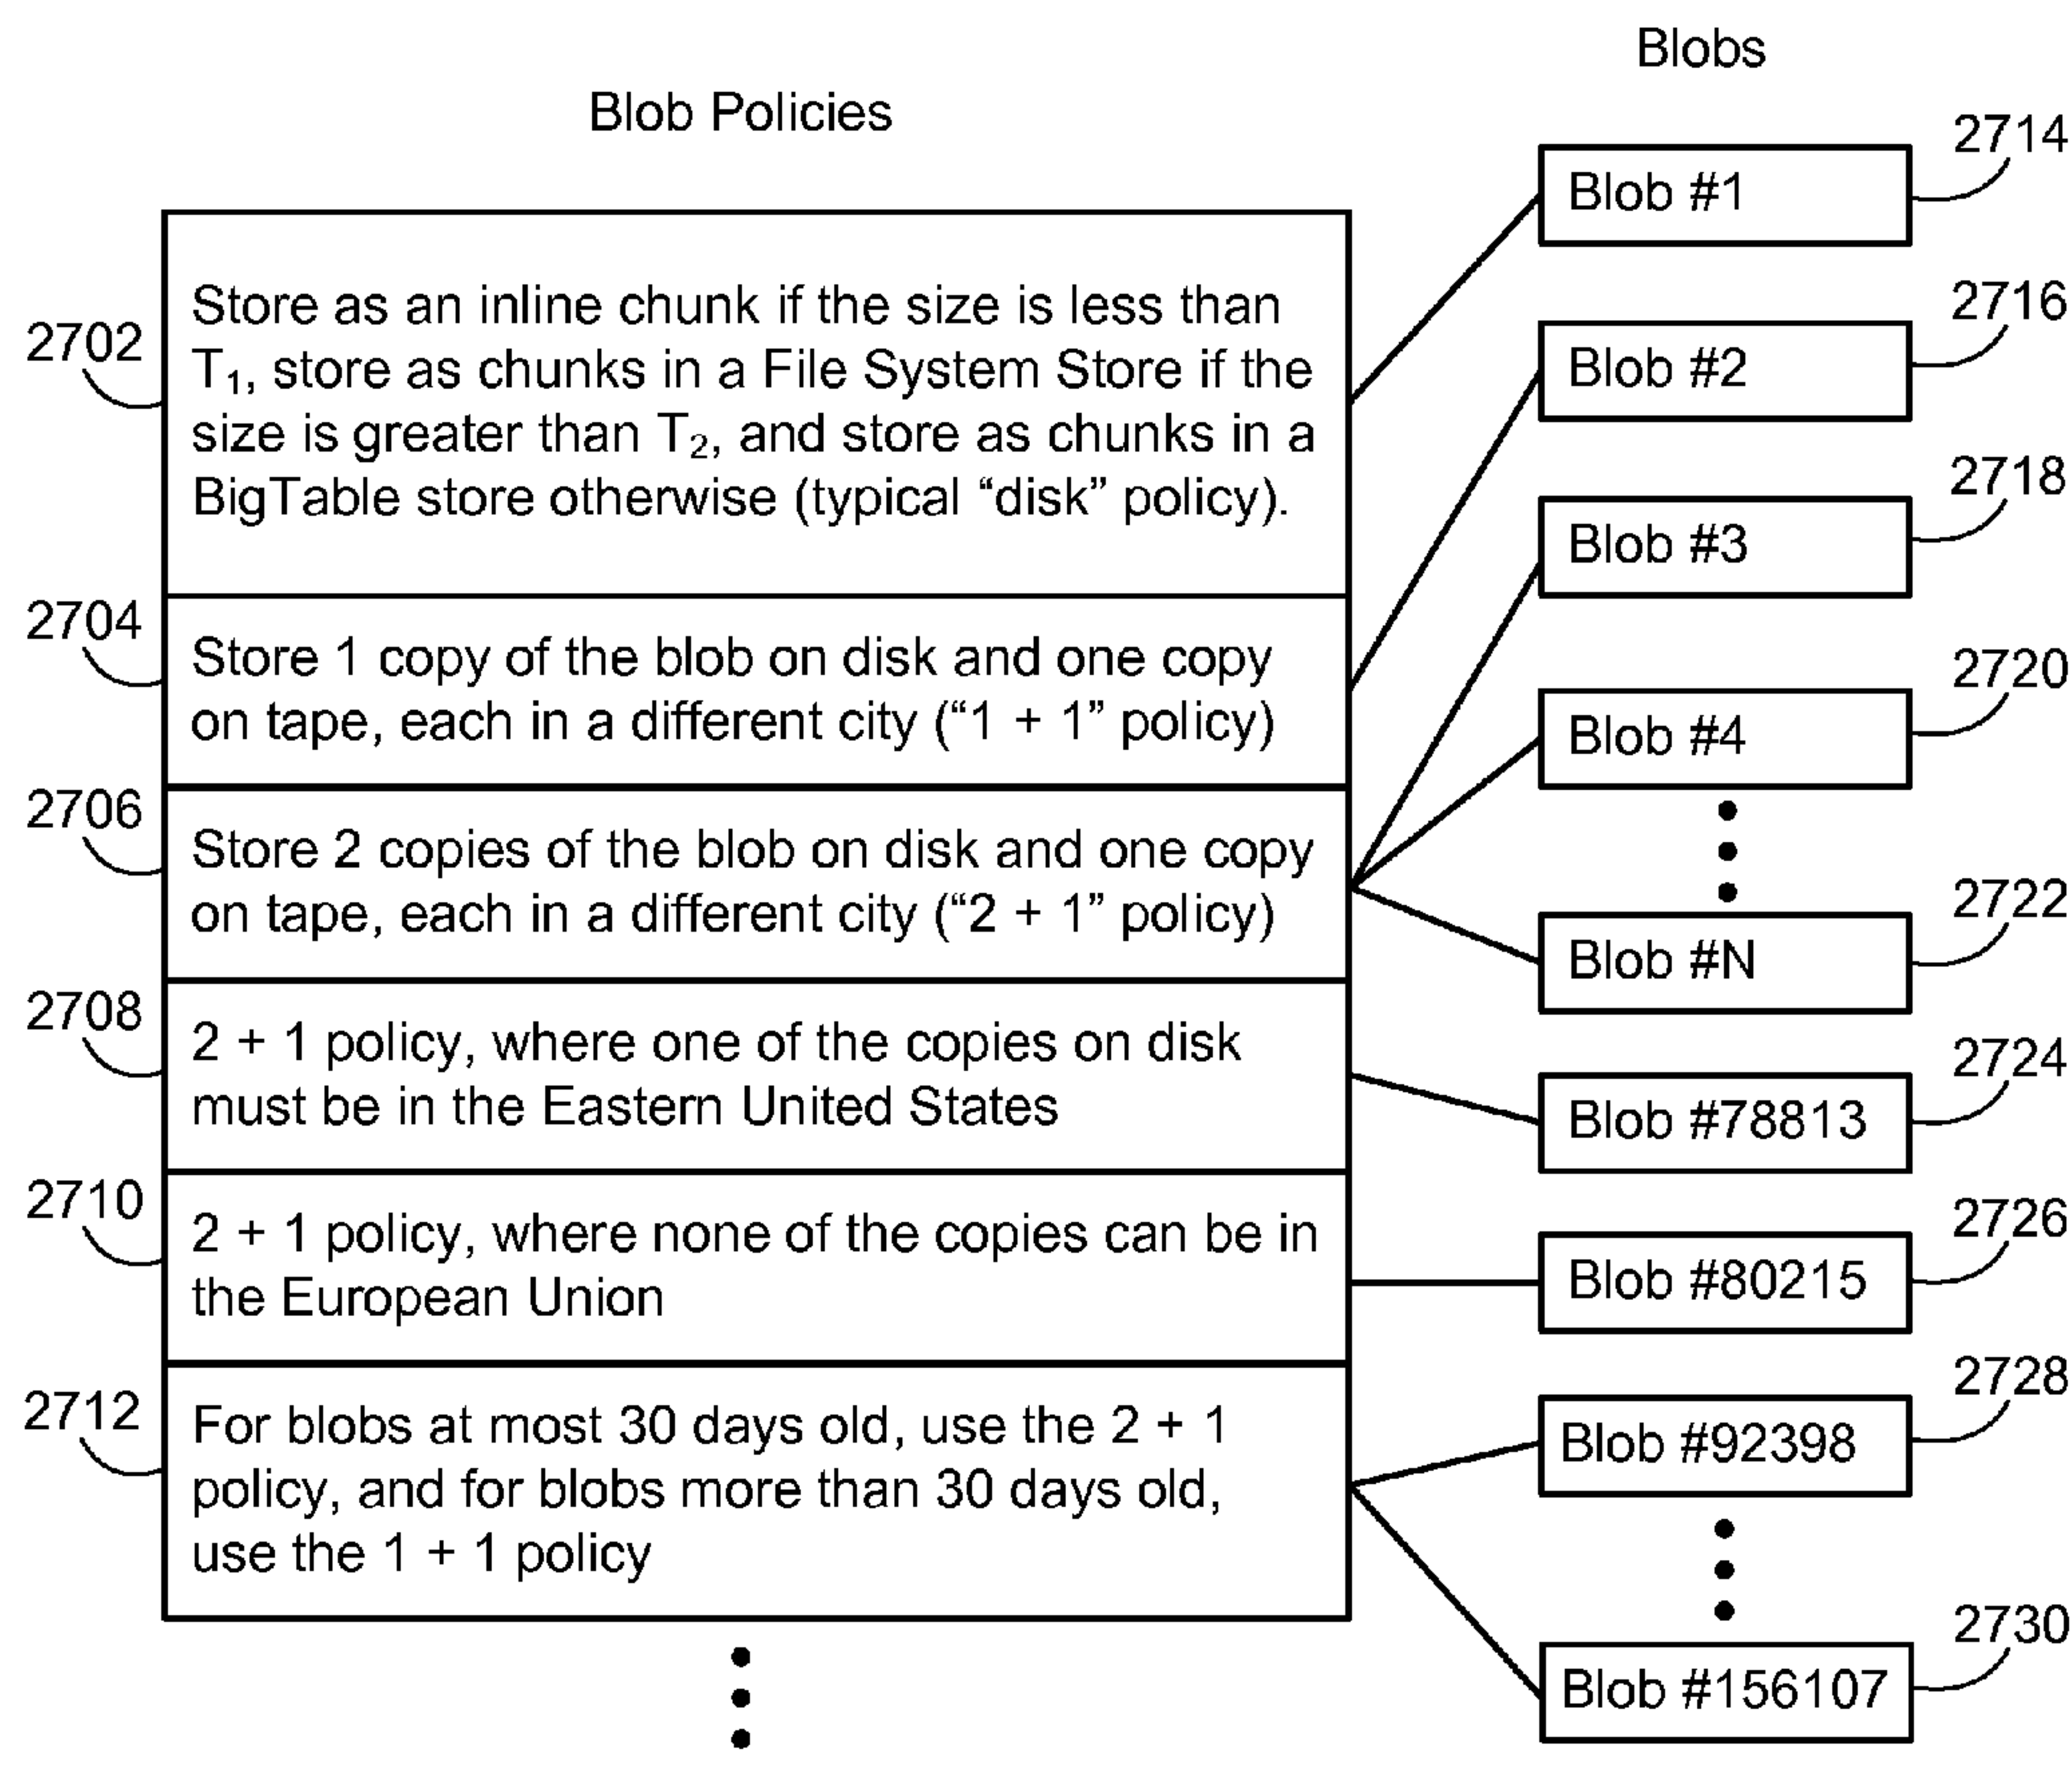 Blobs
Blob Policies
2714
Blob #1
2716
Blob #2
2718
Blob #3
2720
Blob #4
2722
Blob #N
2724
Blob #78813
2726
Blob #80215
2728
Blob #92398
2730
Blob #156107
2702
Store as an inline chunk if the size is less than
T₁, store as chunks in a File System Store if the
size is greater than T₂, and store as chunks in a
BigTable store otherwise (typical “disk” policy).
2704
Store 1 copy of the blob on disk and one copy
on tape, each in a different city (“1 + 1” policy)
2706
Store 2 copies of the blob on disk and one copy
on tape, each in a different city (“2 + 1” policy)
2708
2 + 1 policy, where one of the copies on disk
must be in the Eastern United States
2710
2 + 1 policy, where none of the copies can be in
the European Union
2712
For blobs at most 30 days old, use the 2 + 1
policy, and for blobs more than 30 days old,
use the 1 + 1 policy